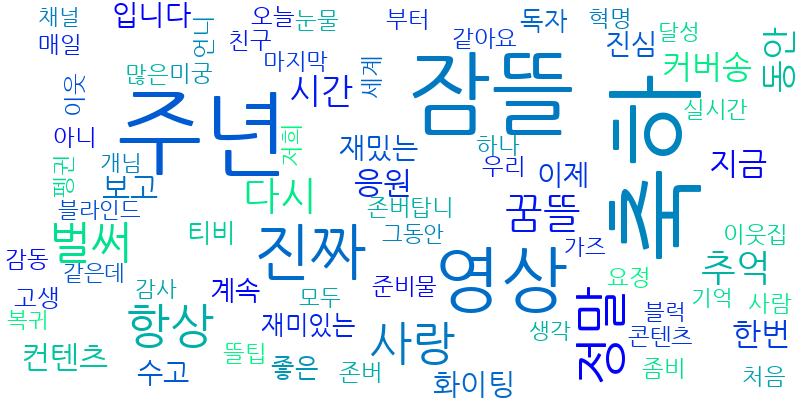 채널
입니다
오늘
눈물
부터
독자
혁명
매일
언니
친구
같아요
진심
달성
동안
많은미궁
마지막
세계
잠뜰
커버송
이웃
시간
축하
실시간
주년
아니
저희
재밌는
하나
우리
이제
지금
펭귄
개님
보고
다시
응원
존버탑니
꿈뜰
블라인드
벌써
티비
진짜
그동안
영상
가즈
이웃집
감동
같은데
추억
고생
감사
계속
모두
준비물
정말
요정
기억
사람
복귀
항상
재미있는
사랑
생각
블럭
콘텐츠
한번
컨텐츠
뜰팁
수고
좋은
존버
화이팅
좀비
처음